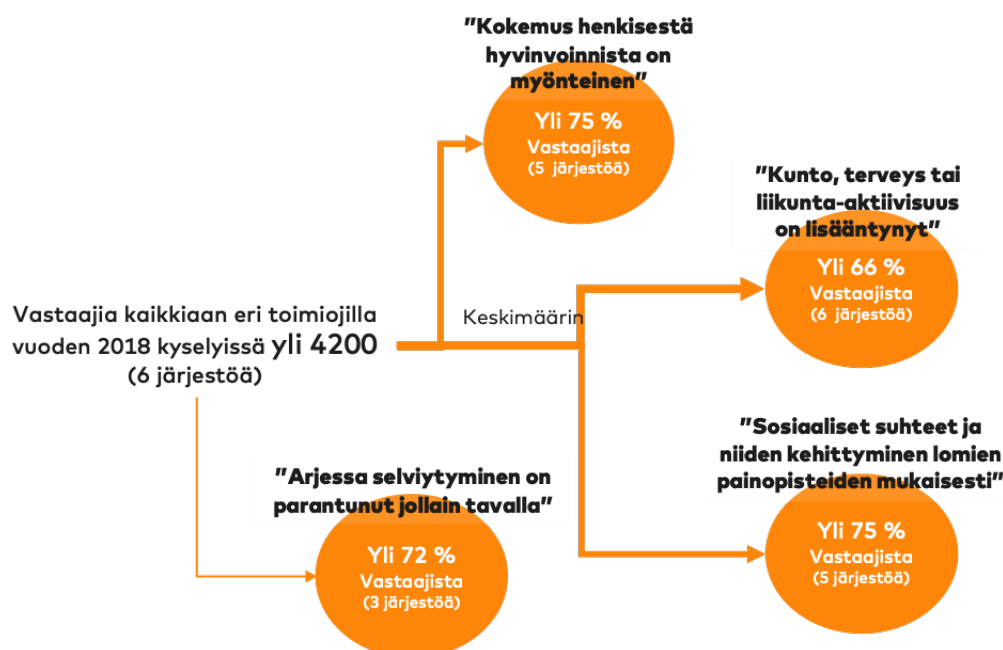 "Kokemus henkisestä
hyvinvoinnista on
myönteinen"
Yli 75 %
Vastaajista
(5 järjestöä)
"Kunto, terveys tai
liikunta-aktiivisuus
on lisääntynyt"
Yli 66 %
Vastaajista
(6 järjestöä)
Vastaajia kaikkiaan eri toimiojilla
vuoden 2018 kyselyissä yli 4200
(6 järjestöä)
Keskimäärin
"Sosiaaliset suhteet ja
niiden kehittyminen lomien
painopisteiden mukaisesti"
Yli 75 %
Vastaajista
(5 järjestöä)
"Arjessa selviytyminen on
parantunut jollain tavalla"
Yli 72 %
Vastaajista
(3 järjestöä)